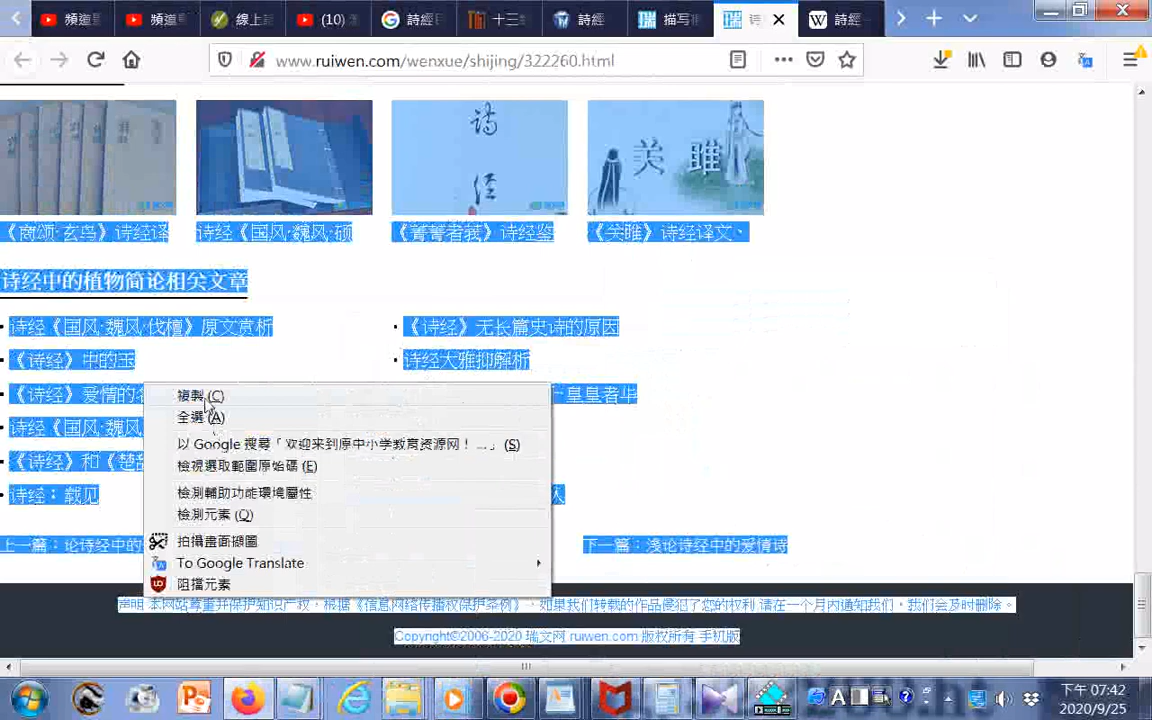 頻道
頻道
線上
(10)
詩經
十三
詩經
描写
詩經
www.ruiwen.com/wenxue/shijing/322260.html
诗
经
关雎
《商颂·玄鸟》诗经译
诗经《国风·魏风·硕
《菁菁者莪》诗经鉴
《关雎》诗经译文、
诗经中的植物简论相关文章
诗经《国风·魏风·伐檀》原文赏析
《诗经》无长篇史诗的原因
《诗经》中的玉
诗经大雅抑解析
《诗经》爱情的名
皇皇者华
诗经《国风·魏风
《诗经》和《楚辞
诗经：载见
上一篇：论诗经中的
下一篇：浅论诗经中的爱情诗
複製 (C)
全選 (A)
以 Google 搜尋「欢迎来到原中小学教育资源网！ ...」 (S)
檢視選取範圍原始碼 (E)
檢測輔助功能環境屬性
檢測元素 (Q)
拍攝畫面擷圖
To Google Translate
阻擋元素
声明:本网站尊重并保护知识产权，根据《信息网络传播权保护条例》，如果我们转载的作品侵犯了您的权利,请在一个月内通知我们，我们会及时删除。
Copyright©2006-2020 瑞文网 ruiwen.com 版权所有 手机版
下午 07:42
2020/9/25